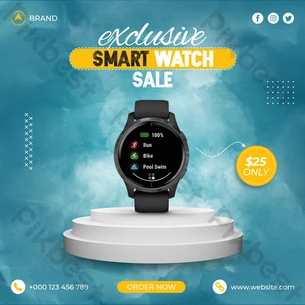 BRAND
exclusive
SMART WATCH
SALE
100%
Run
Bike
Pool Swim
$25
ONLY
+000 123 456 789
ORDER NOW
www.website.com